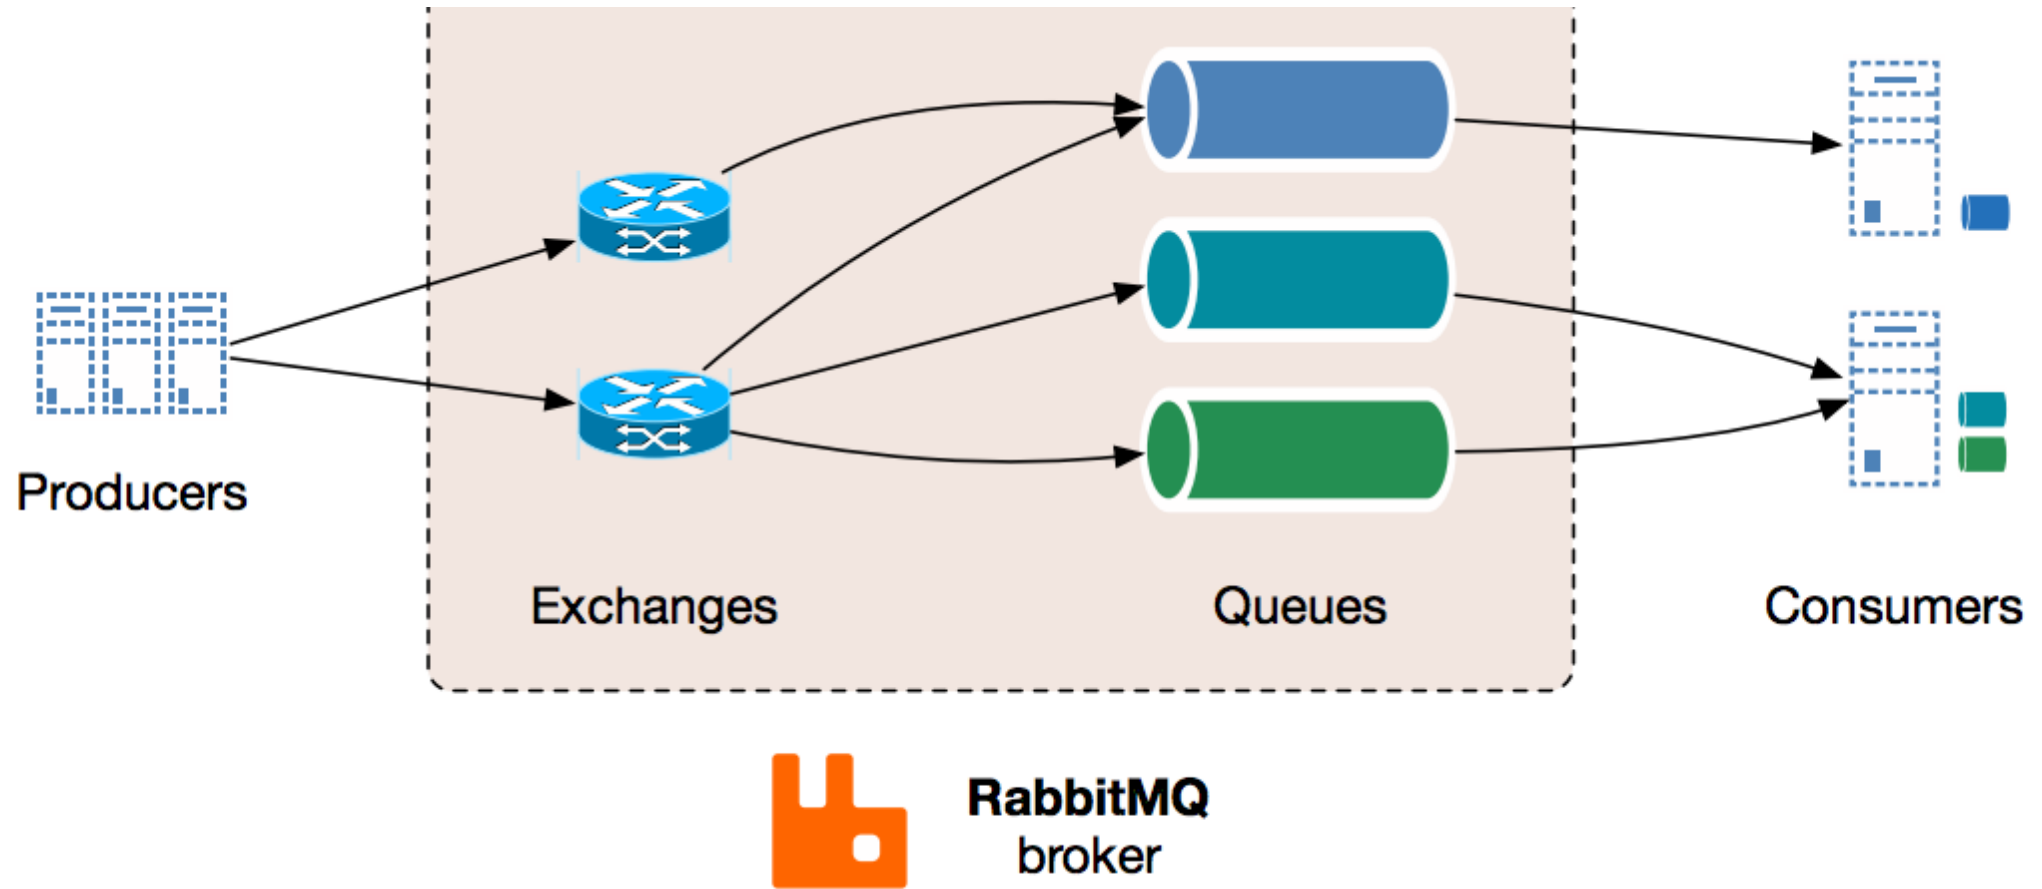 Producers
Exchanges
Queues
Consumers
RabbitMQ
broker